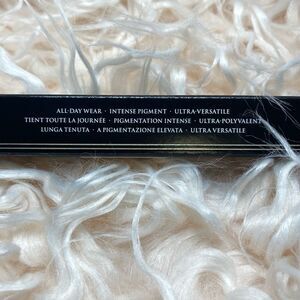 ALL-DAY WEAR · INTENSE PIGMENT · ULTRA-VERSATILE
TIENT TOUTE LA JOURNÉE · PIGMENTATION INTENSE · ULTRA-POLYVALENT
LUNGA TENUTA · A PIGMENTAZIONE ELEVATA · ULTRA VERSATILE